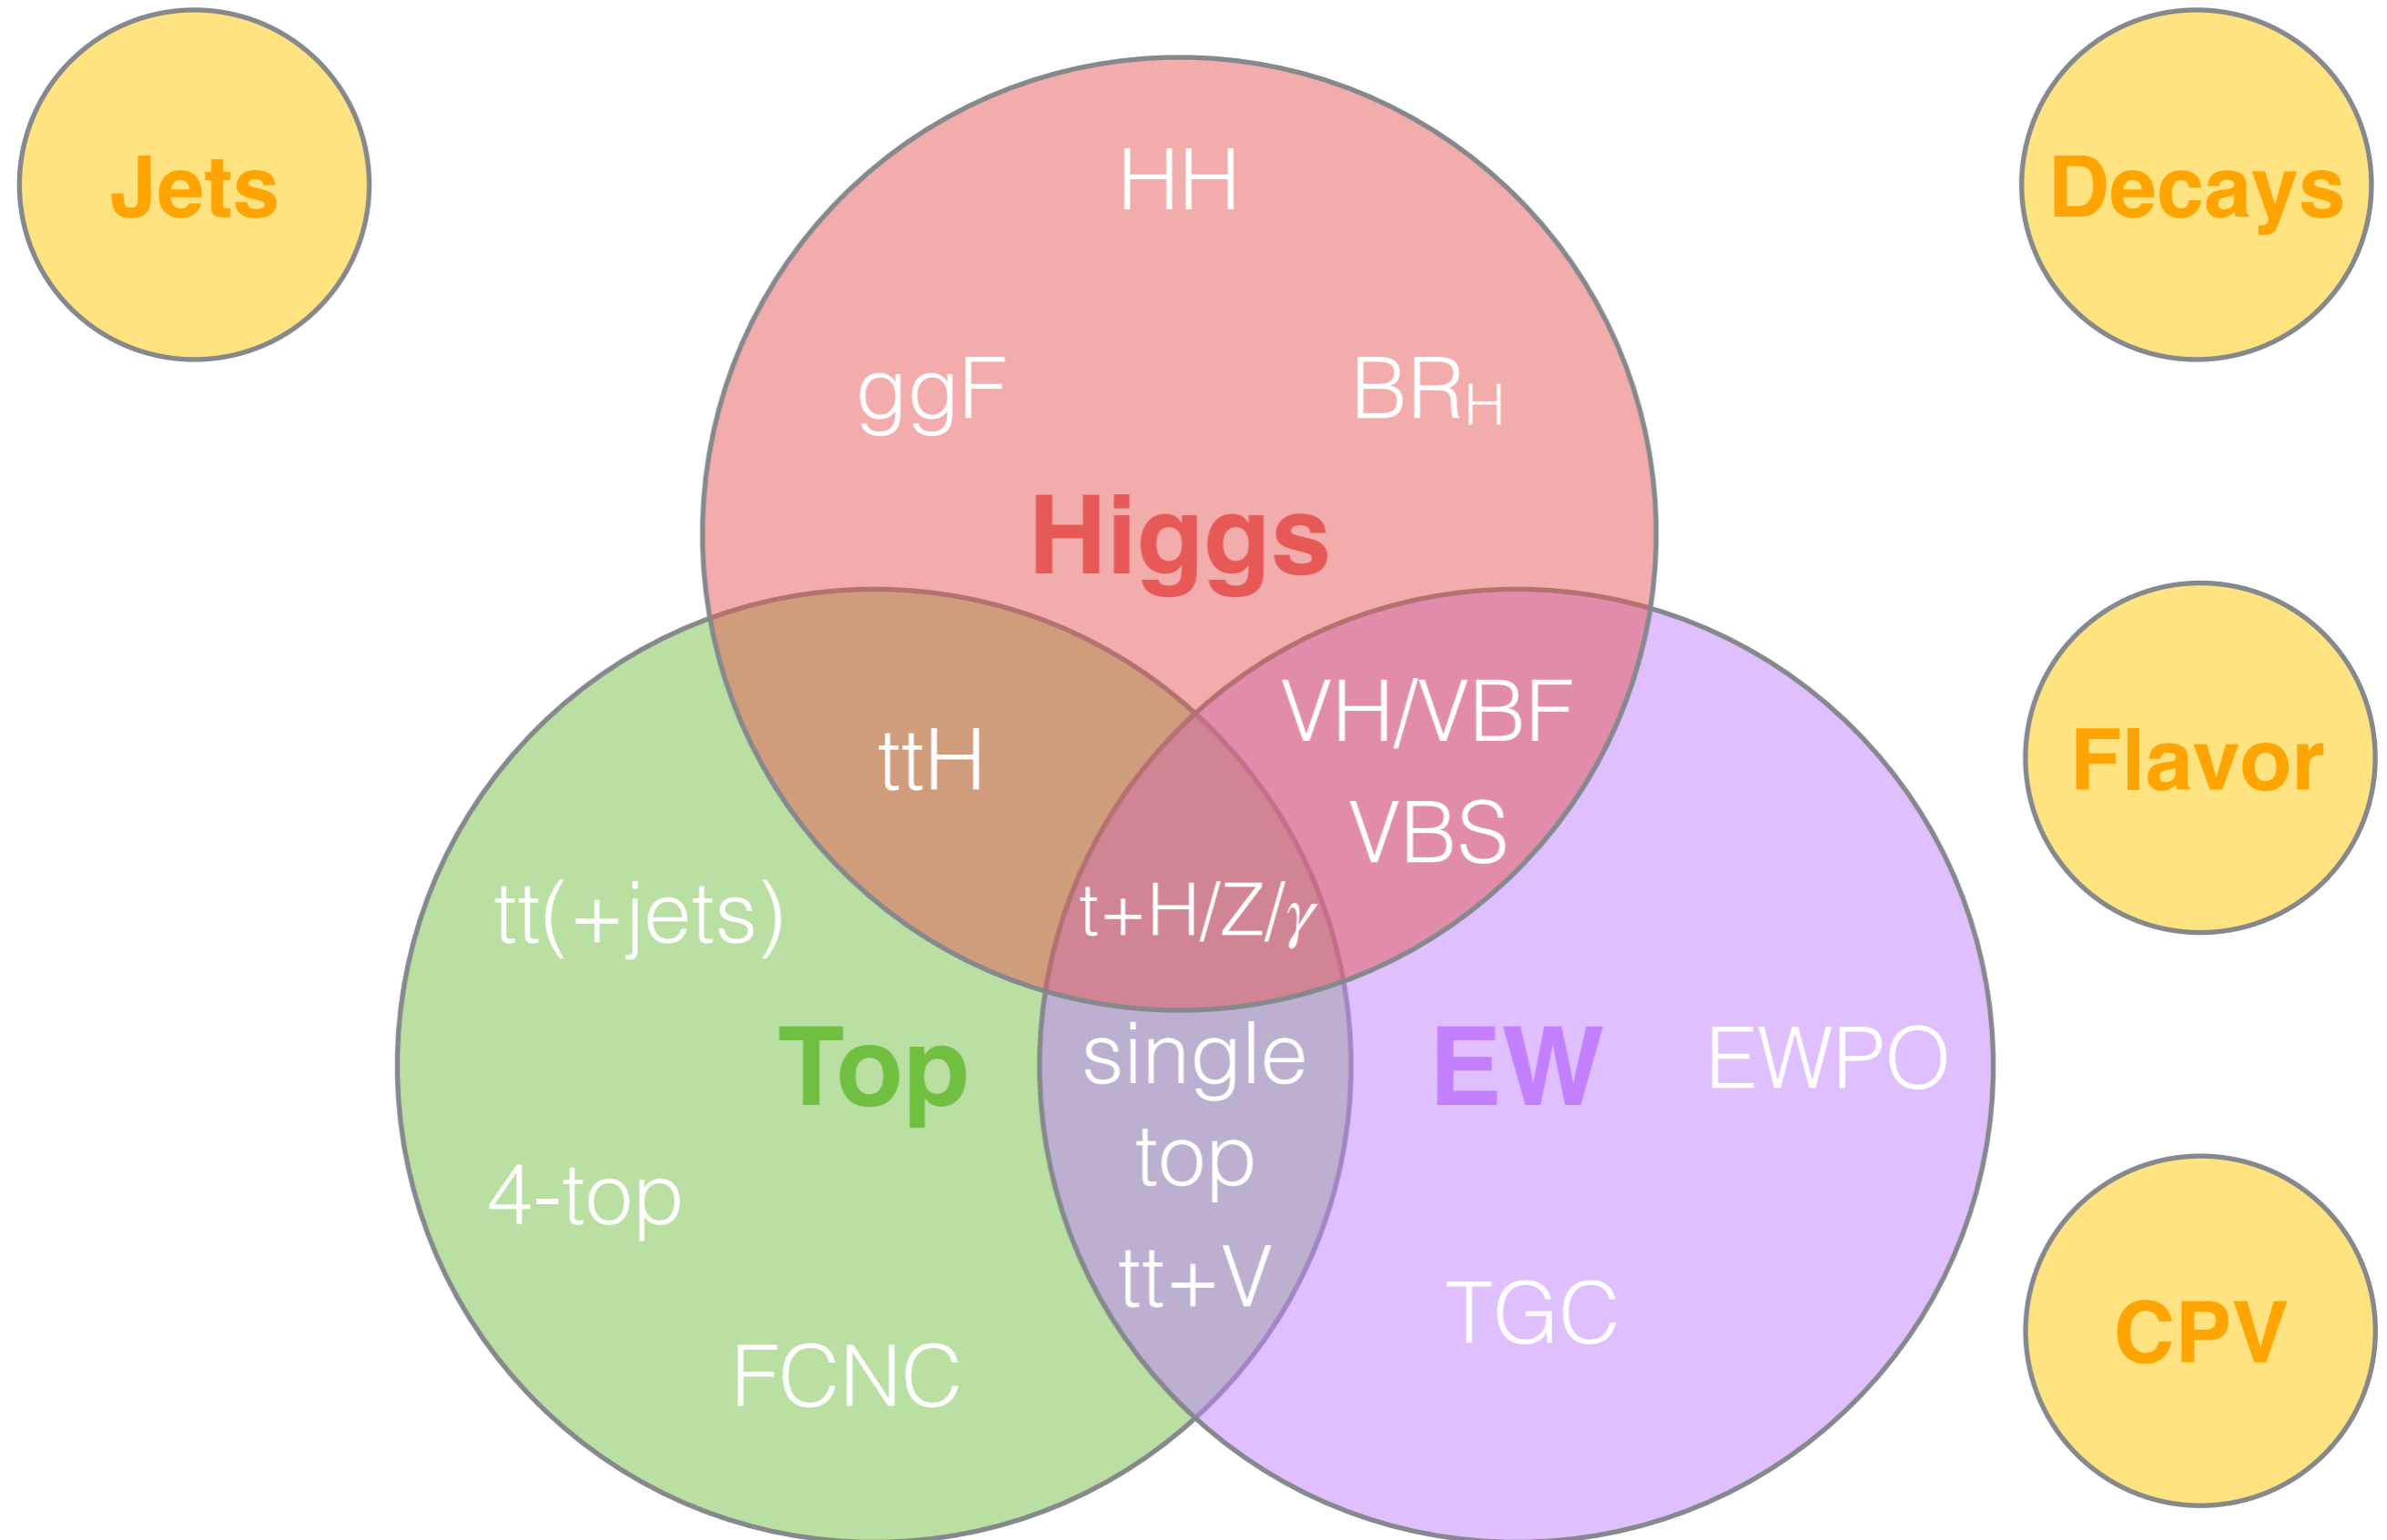 Jets
Decays
HH
ggF
BRH
Higgs
Flavor
VH/VBF
ttH
VBS
tt(+jets)
t+H/Z/γ
Top
single
top
EW
EWPO
4-top
tt+V
TGC
FCNC
CPV